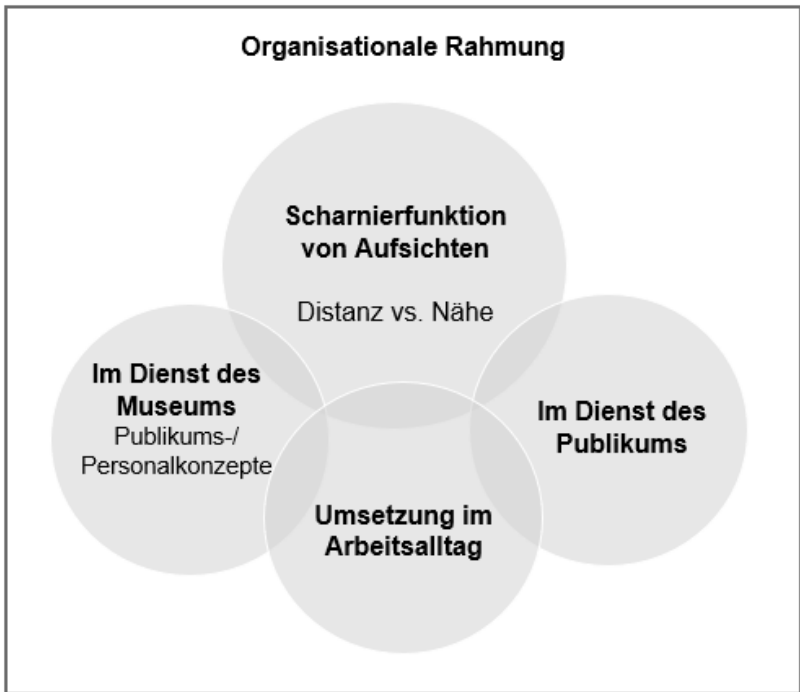 Organisationale Rahmung
Scharnierfunktion
von Aufsichten
Distanz vs. Nähe
Im Dienst des
Museums
Publikums-/
Personalkonzepte
Im Dienst des
Publikums
Umsetzung im
Arbeitsalltag